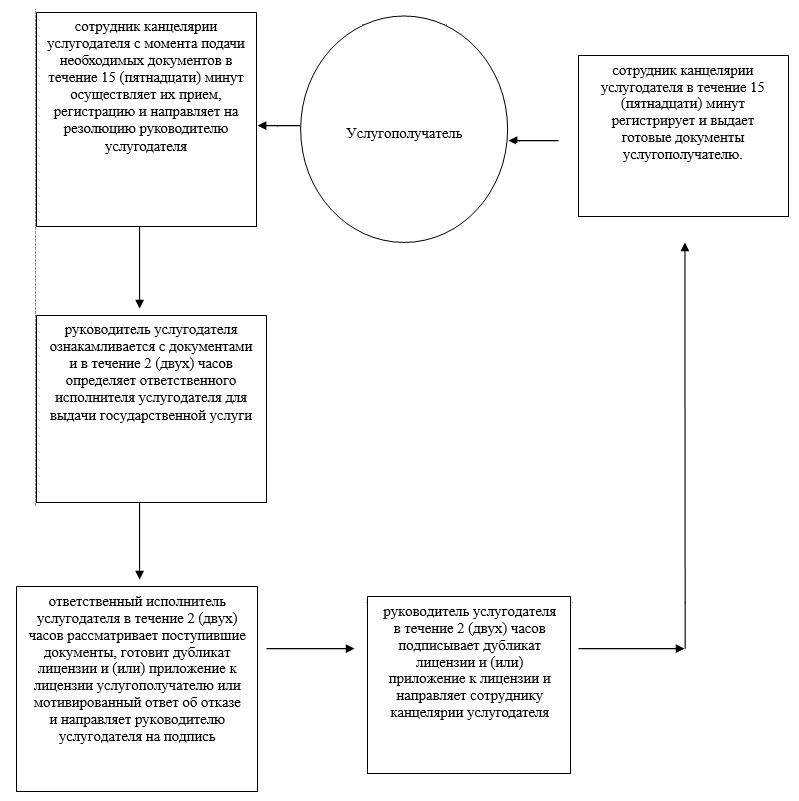 сотрудник канцелярии
услугодателя с момента подачи
необходимых документов в
течение 15 (пятнадцати) минут
осуществляет их прием,
регистрацию и направляет на
резолюцию руководителю
услугодателя
Услугополучатель
сотрудник канцелярии
услугодателя в течение 15
(пятнадцати) минут
регистрирует и выдает
готовые документы
услугополучателю.
руководитель услугодателя
ознакамливается с документами
и в течение 2 (двух) часов
определяет ответственного
исполнителя услугодателя для
выдачи государственной услуги
ответственный исполнитель
услугодателя в течение 2 (двух)
часов рассматривает поступившие
документы, готовит дубликат
лицензии и (или) приложение к
лицензии услугополучателю или
мотивированный ответ об отказе
и направляет руководителю
услугодателя на подпись
руководитель услугодателя
в течение 2 (двух) часов
подписывает дубликат
лицензии и (или)
приложение к лицензии и
направляет сотруднику
канцелярии услугодателя